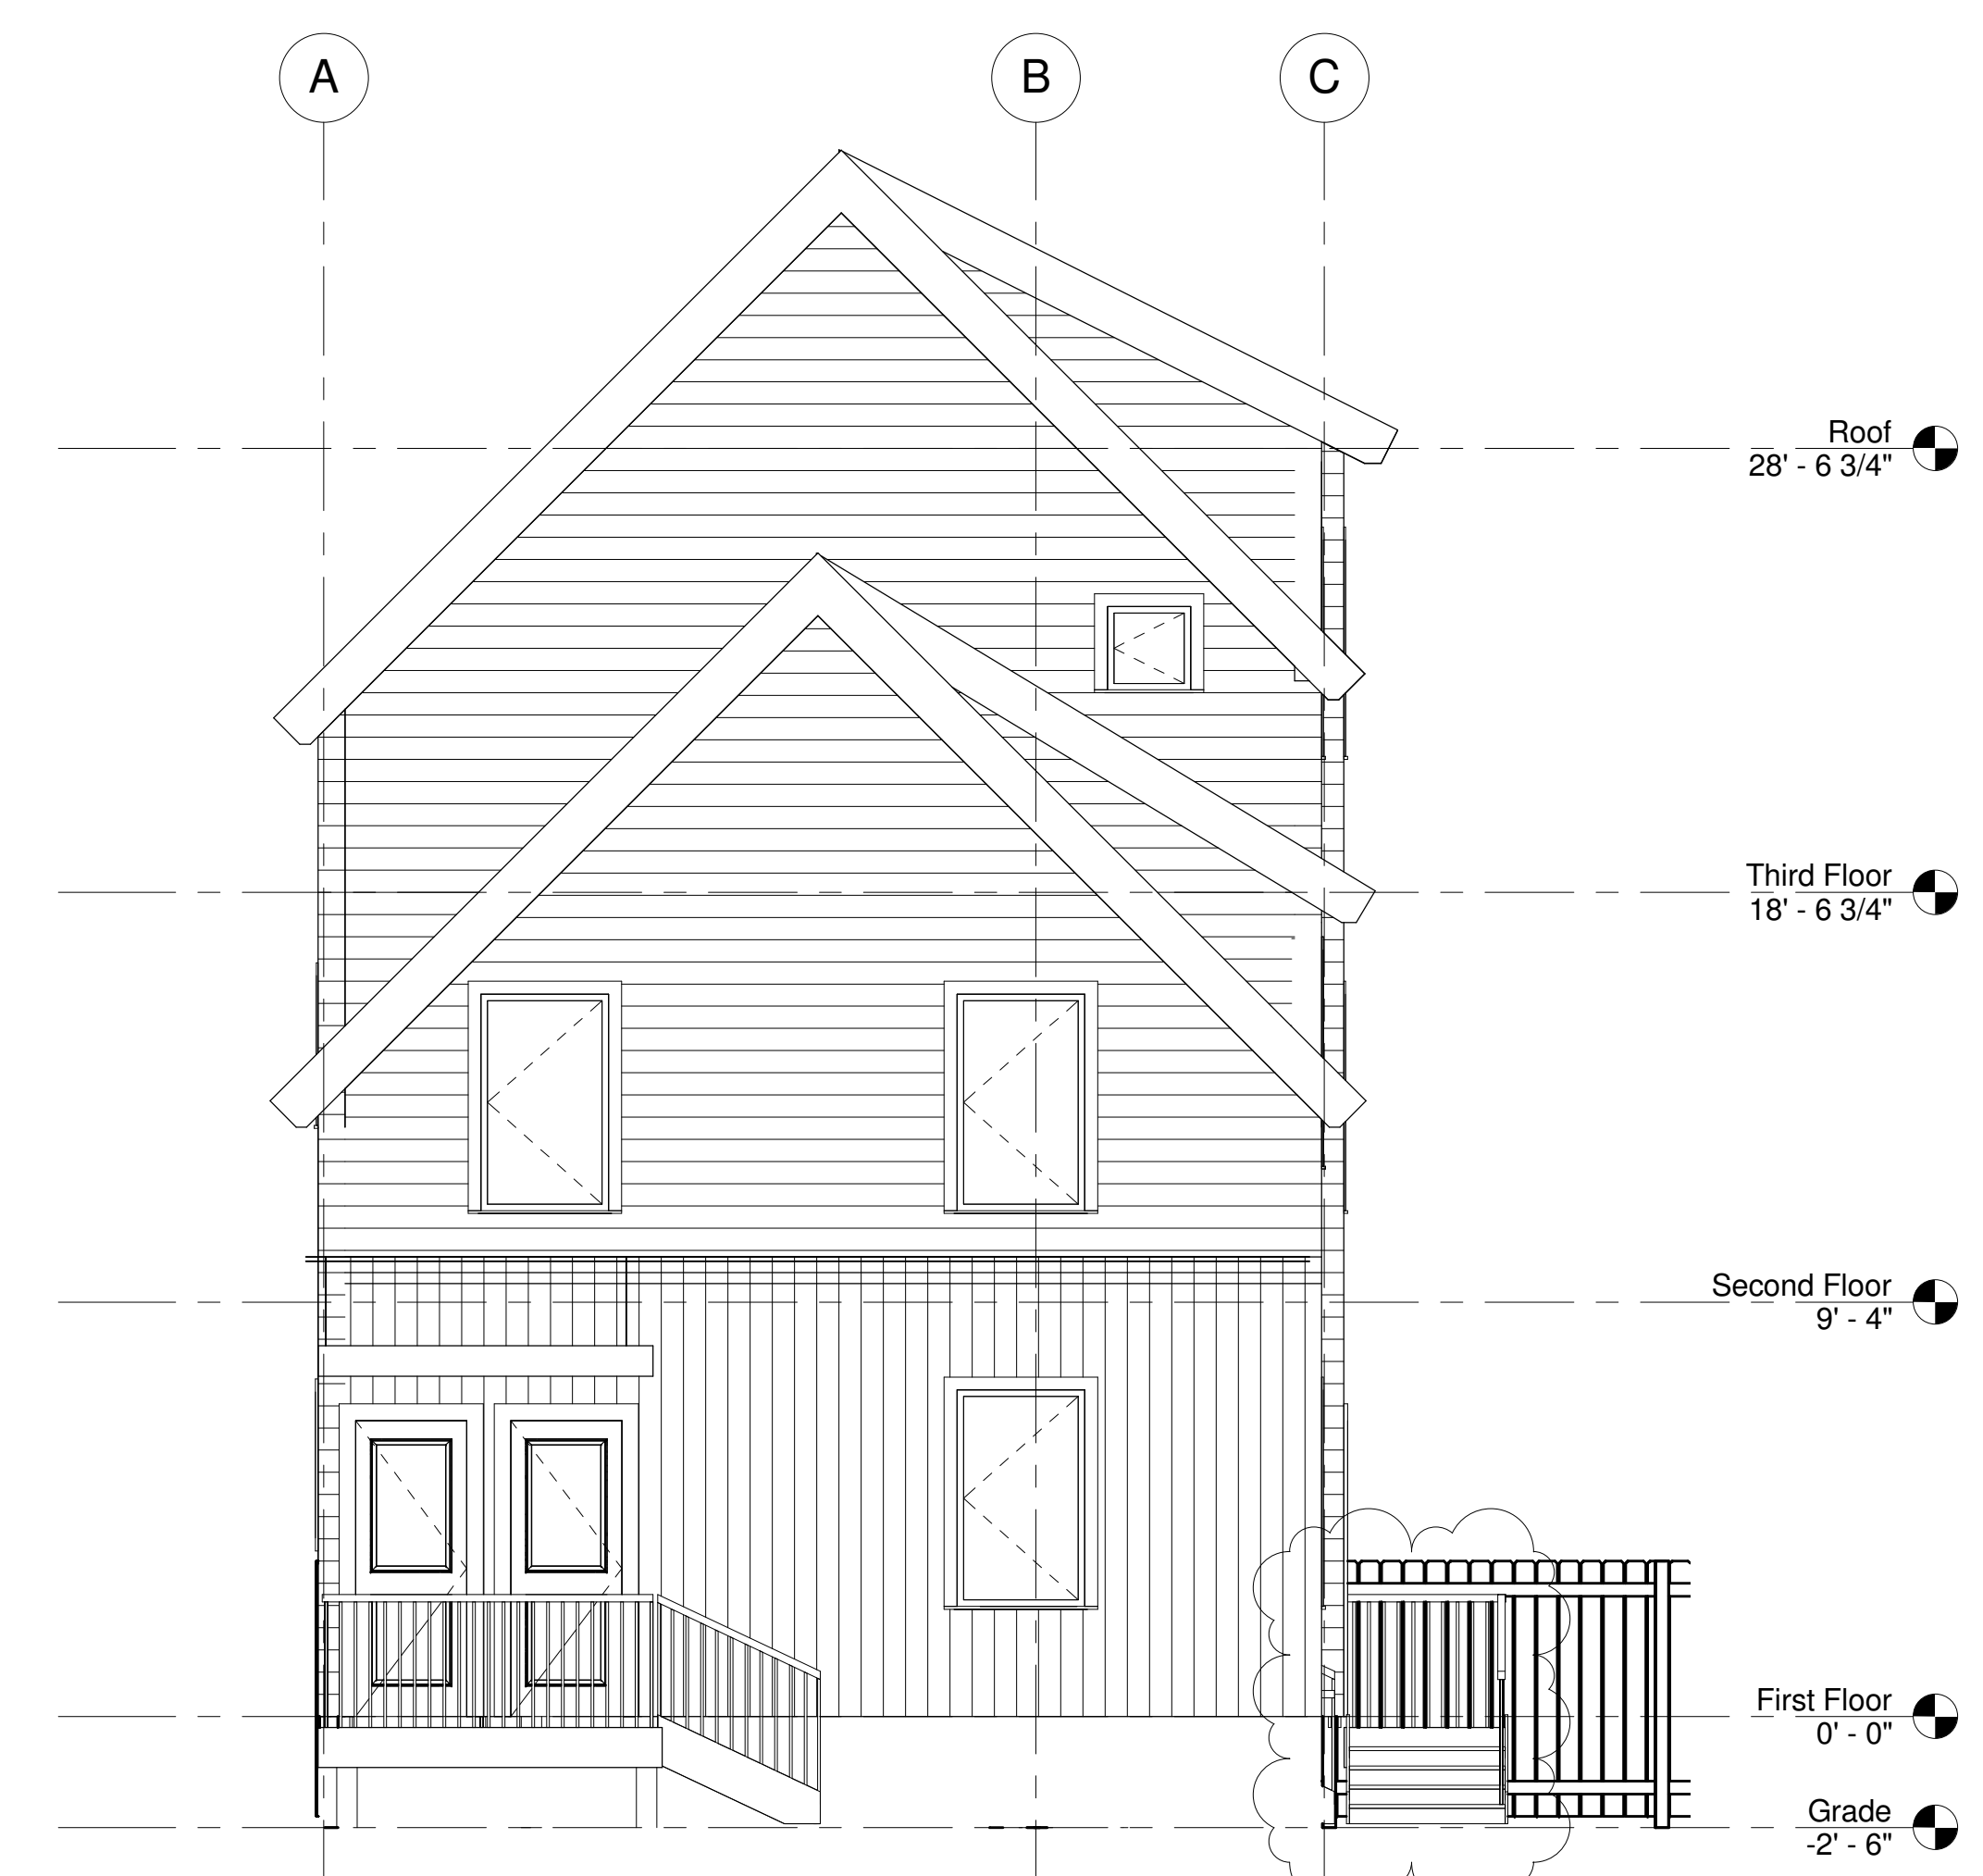 A
B
C
Roof
28' - 6 3/4"
Third Floor
18' - 6 3/4"
Second Floor
9' - 4"
First Floor
0' - 0"
Grade
-2' - 6"